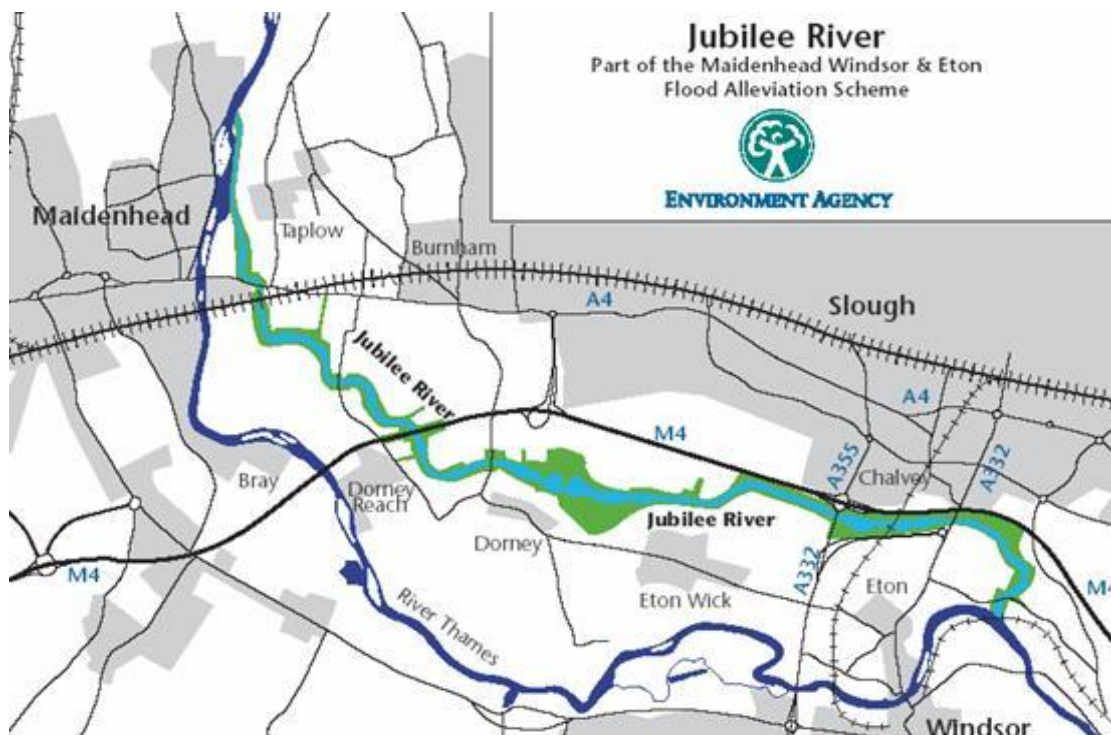 Jubilee River
Part of the Maidenhead Windsor & Eton
Flood Alleviation Scheme
ENVIRONMENT AGENCY
Maidenhead
Taplow
Burnham
A4
Slough
Jubilee River
A4
M4
A355
A332
Chalvey
Bray
Dorney
Reach
Jubilee River
Dorney
M4
A332
Eton
M4
Eton Wick
River Thames
Windsor